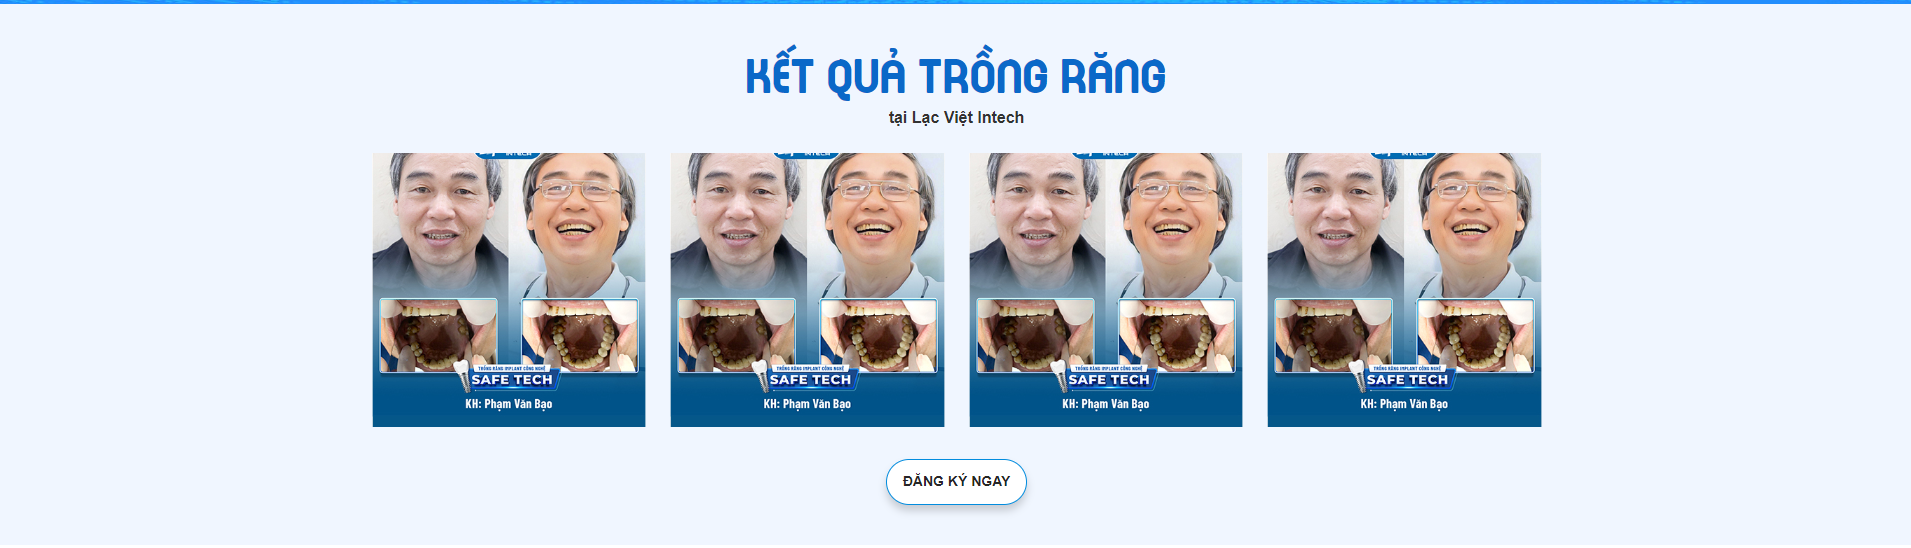 KẾT QUẢ TRỒNG RĂNG
tại Lạc Việt Intech
TRỒNG RĂNG IMPLANT CÔNG NGHỆ
SAFE TECH
KH: Phạm Văn Bạo
TRỒNG RĂNG IMPLANT CÔNG NGHỆ
SAFE TECH
KH: Phạm Văn Bạo
TRỒNG RĂNG IMPLANT CÔNG NGHỆ
SAFE TECH
KH: Phạm Văn Bạo
TRỒNG RĂNG IMPLANT CÔNG NGHỆ
SAFE TECH
KH: Phạm Văn Bạo
ĐĂNG KÝ NGAY